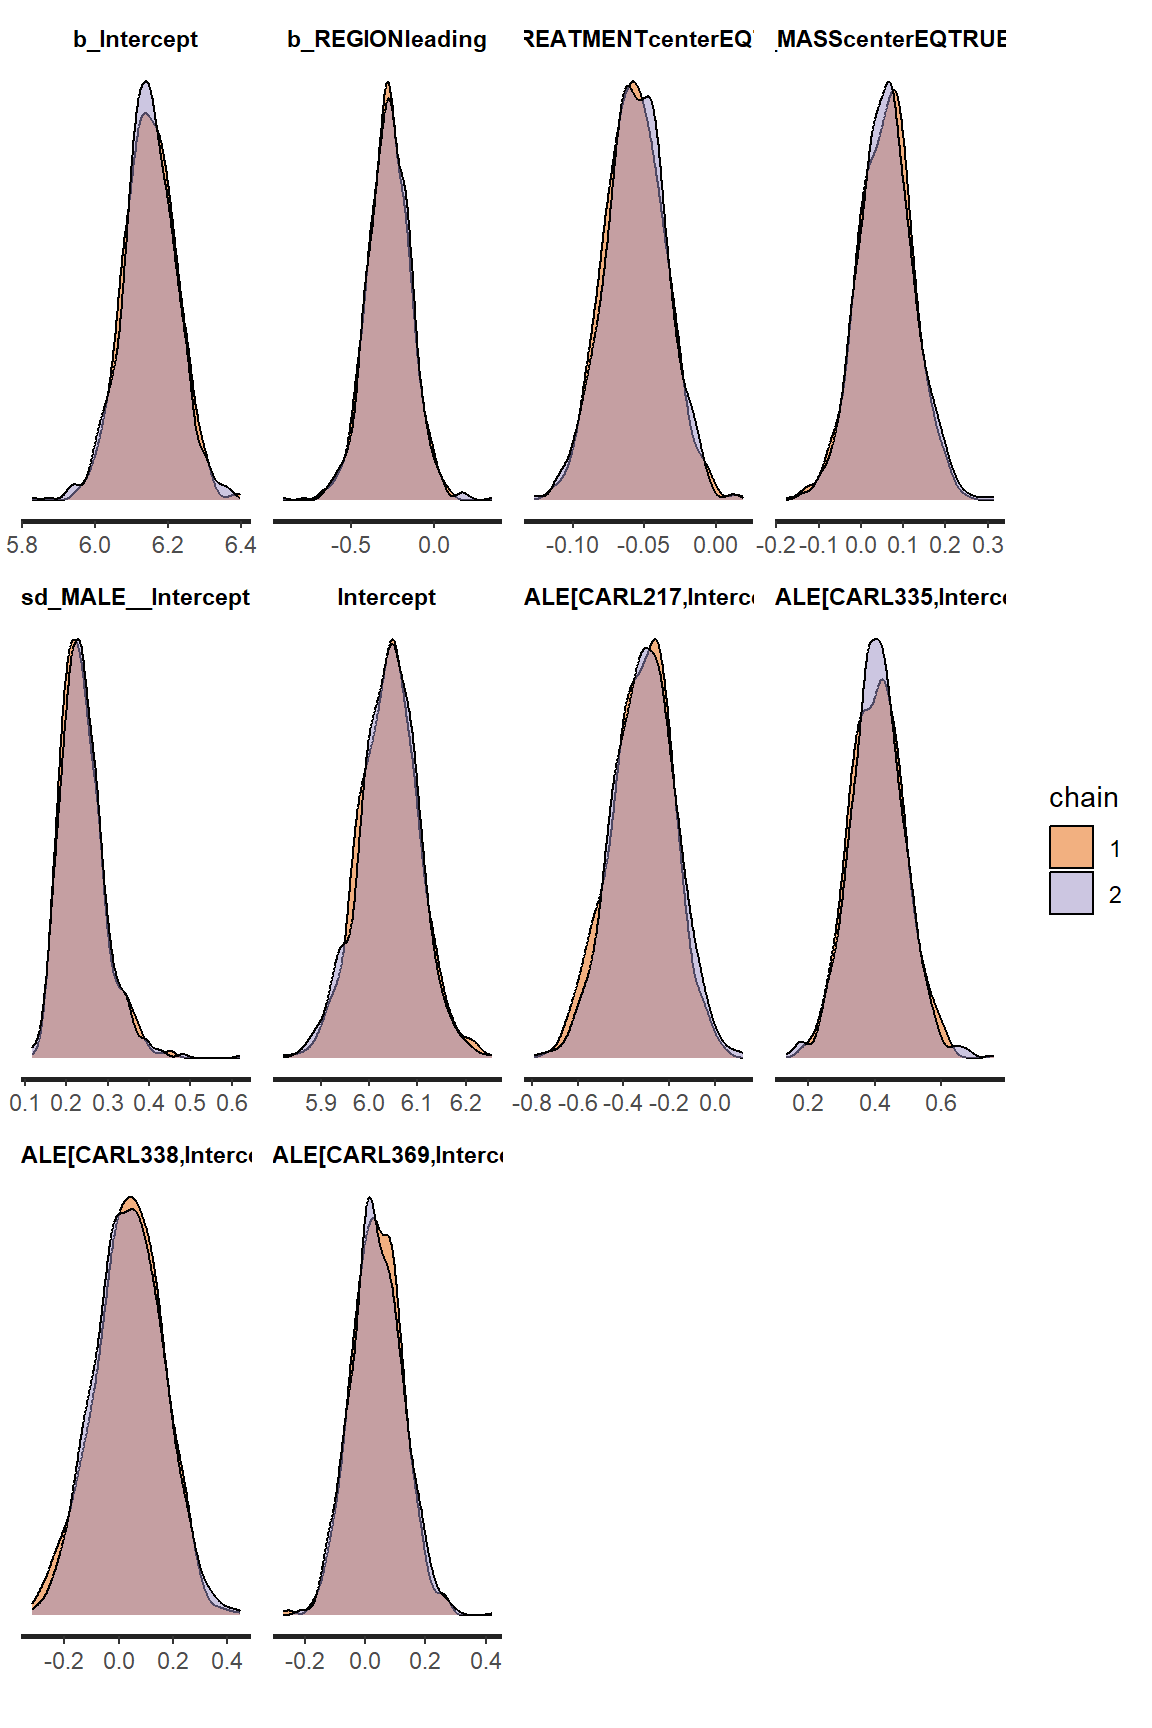 b_Intercept b_REGIONleading REATMENTcenterEQ _MASScenterEQTRUE
5.8 6.0 6.2 6.4 -0.5 0.0 -0.10 -0.05 0.00 -0.2 -0.1 0.0 0.1 0.2 0.3
sd_MALE__Intercept Intercept ALE[CARL217,Interc ALE[CARL335,Interc
0.1 0.2 0.3 0.4 0.5 0.6 5.9 6.0 6.1 6.2 -0.8 -0.6 -0.4 -0.2 0.0 0.2 0.4 0.6
chain
1
2
ALE[CARL338,Interc ALE[CARL369,Interc
-0.2 0.0 0.2 0.4 -0.2 0.0 0.2 0.4